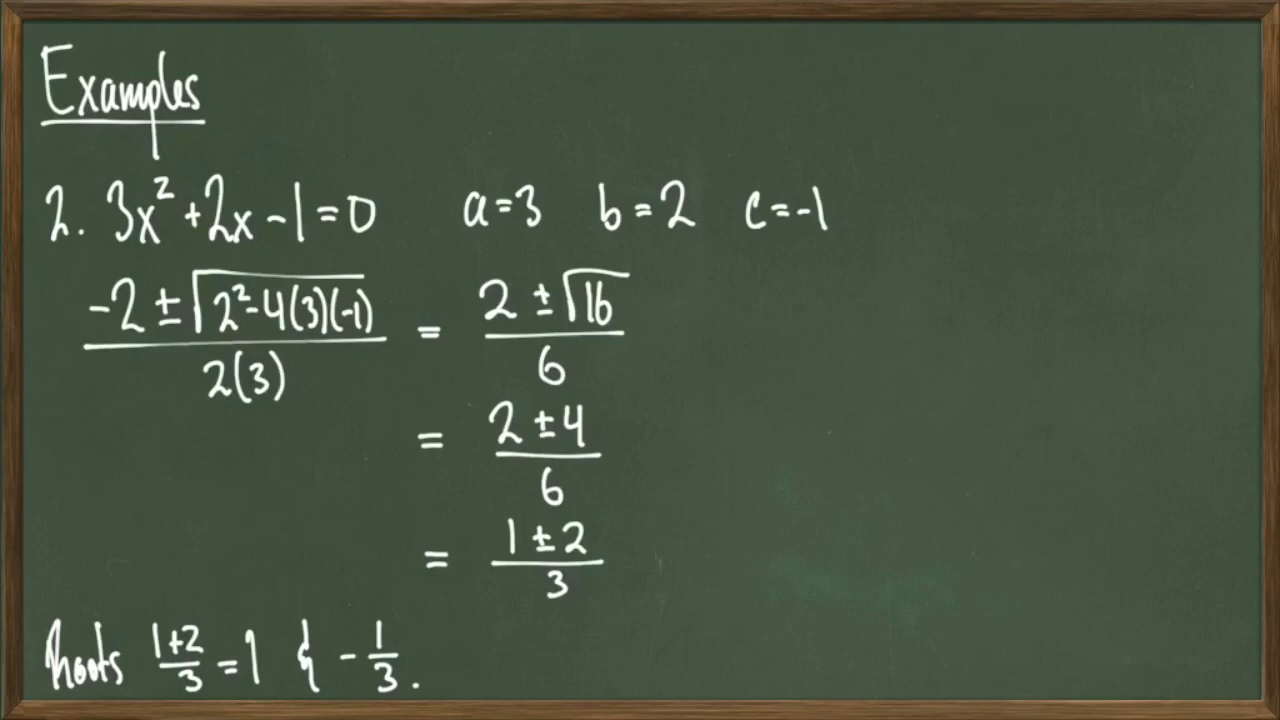 Examples
2. 3x² + 2x - 1 = 0 a = 3 b = 2 c = -1
(-2 ± √(2² - 4(3)(-1))) / 2(3) = (2 ± √16) / 6
= (2 ± 4) / 6
= (1 ± 2) / 3
Roots (1+2)/3 = 1 & -1/3.